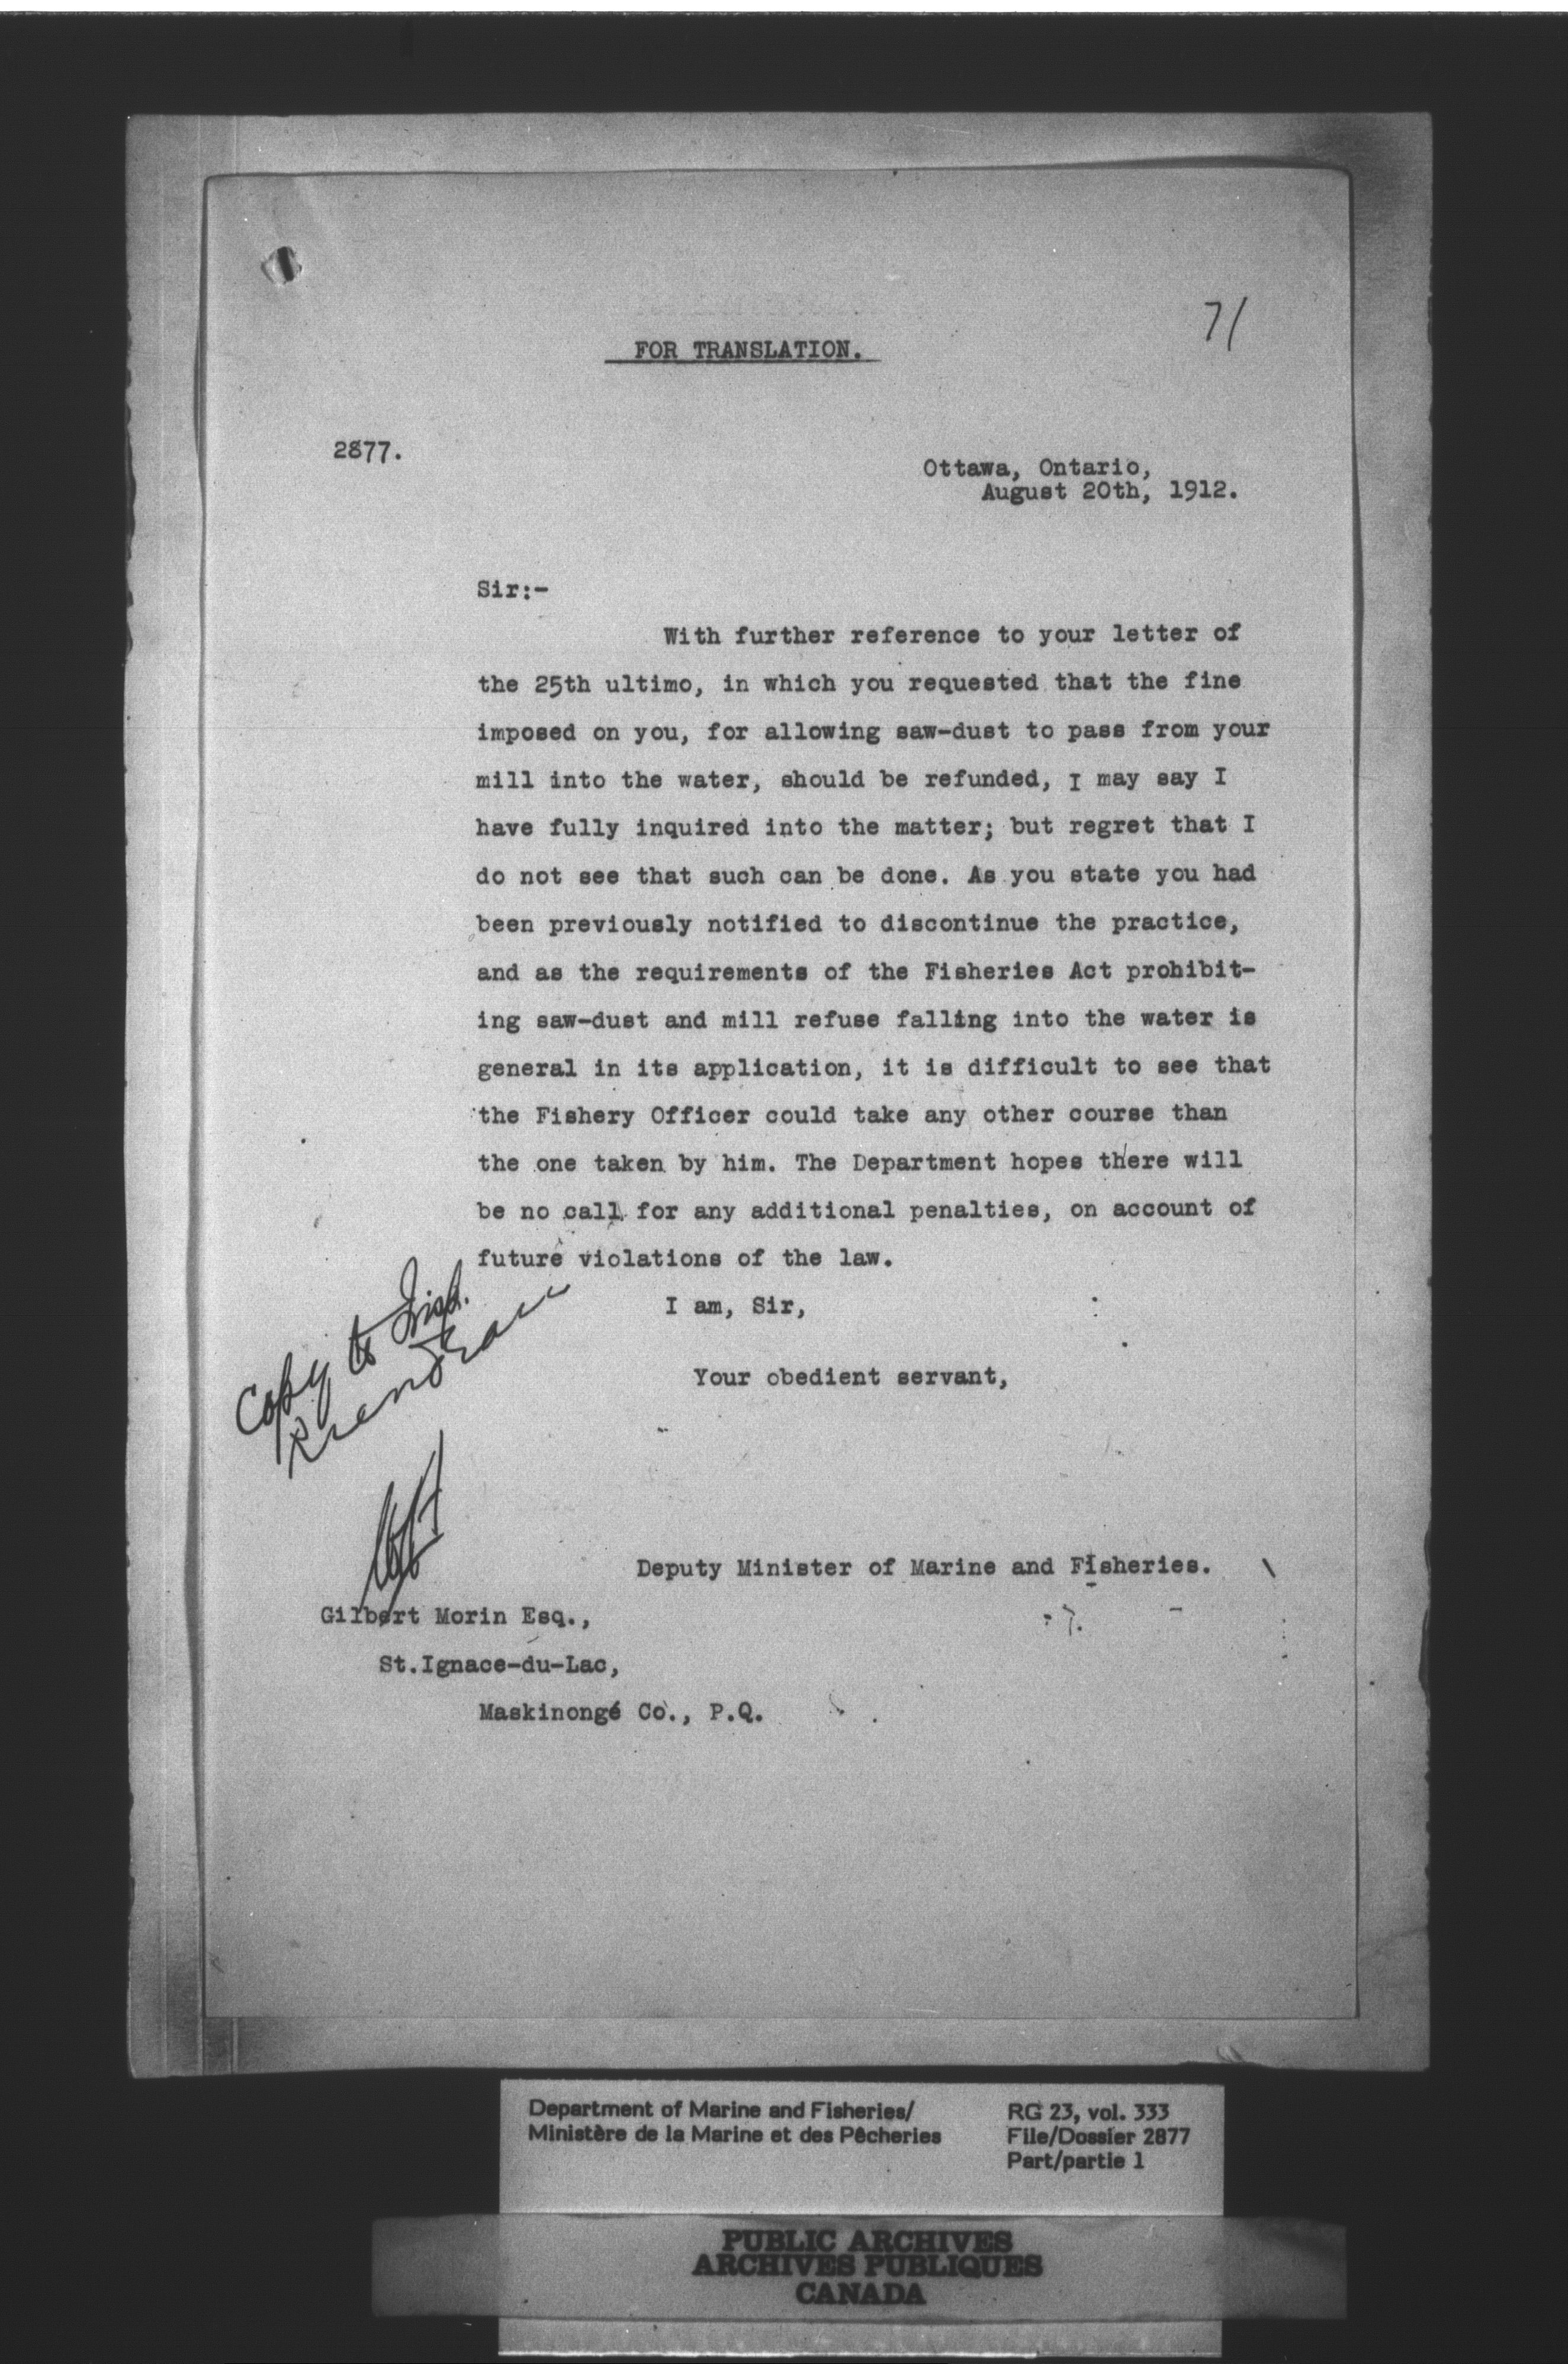 71
FOR TRANSLATION.
2877.
Ottawa, Ontario,
August 20th, 1912.
Sir:-
With further reference to your letter of
the 25th ultimo, in which you requested that the fine
imposed on you, for allowing saw-dust to pass from your
mill into the water, should be refunded, I may say I
have fully inquired into the matter; but regret that I
do not see that such can be done. As you state you had
been previously notified to discontinue the practice,
and as the requirements of the Fisheries Act prohibit-
ing saw-dust and mill refuse falling into the water is
general in its application, it is difficult to see that
the Fishery Officer could take any other course than
the one taken by him. The Department hopes there will
be no call for any additional penalties, on account of
future violations of the law.
I am, Sir,
Copy to Insp.
Your obedient servant,
Deputy Minister of Marine and Fisheries.
Gilbert Morin Esq.,
St.Ignace-du-Lac,
Maskinongé Co., P.Q.
Department of Marine and Fisheries/
Ministère de la Marine et des Pêcheries
RG 23, vol. 333
File/Dossier 2877
Part/partie 1
PUBLIC ARCHIVES
ARCHIVES PUBLIQUES
CANADA